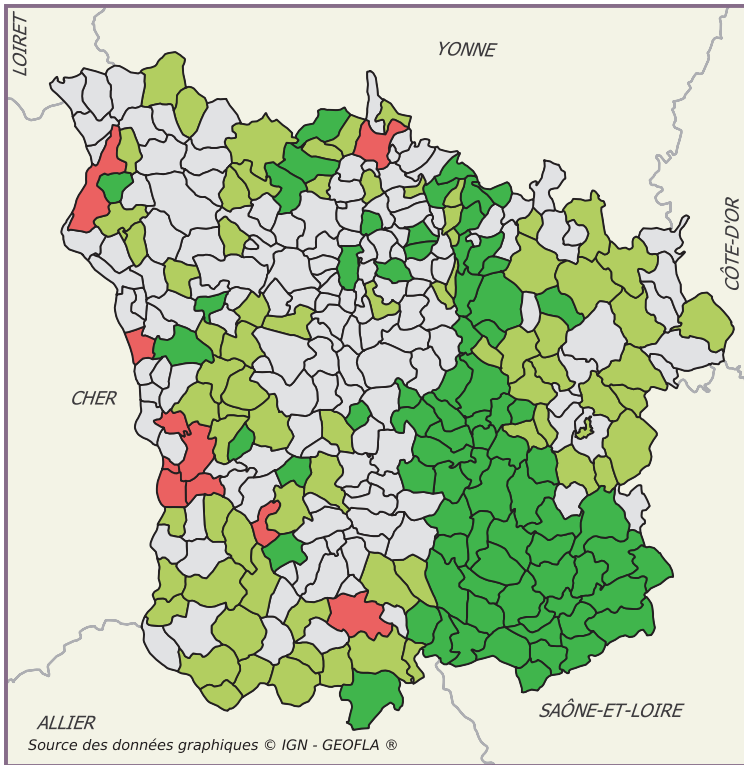 LOIRET
YONNE
CÔTE-D'OR
CHER
SAÔNE-ET-LOIRE
ALLIER
Source des données graphiques © IGN - GEOFLA ®